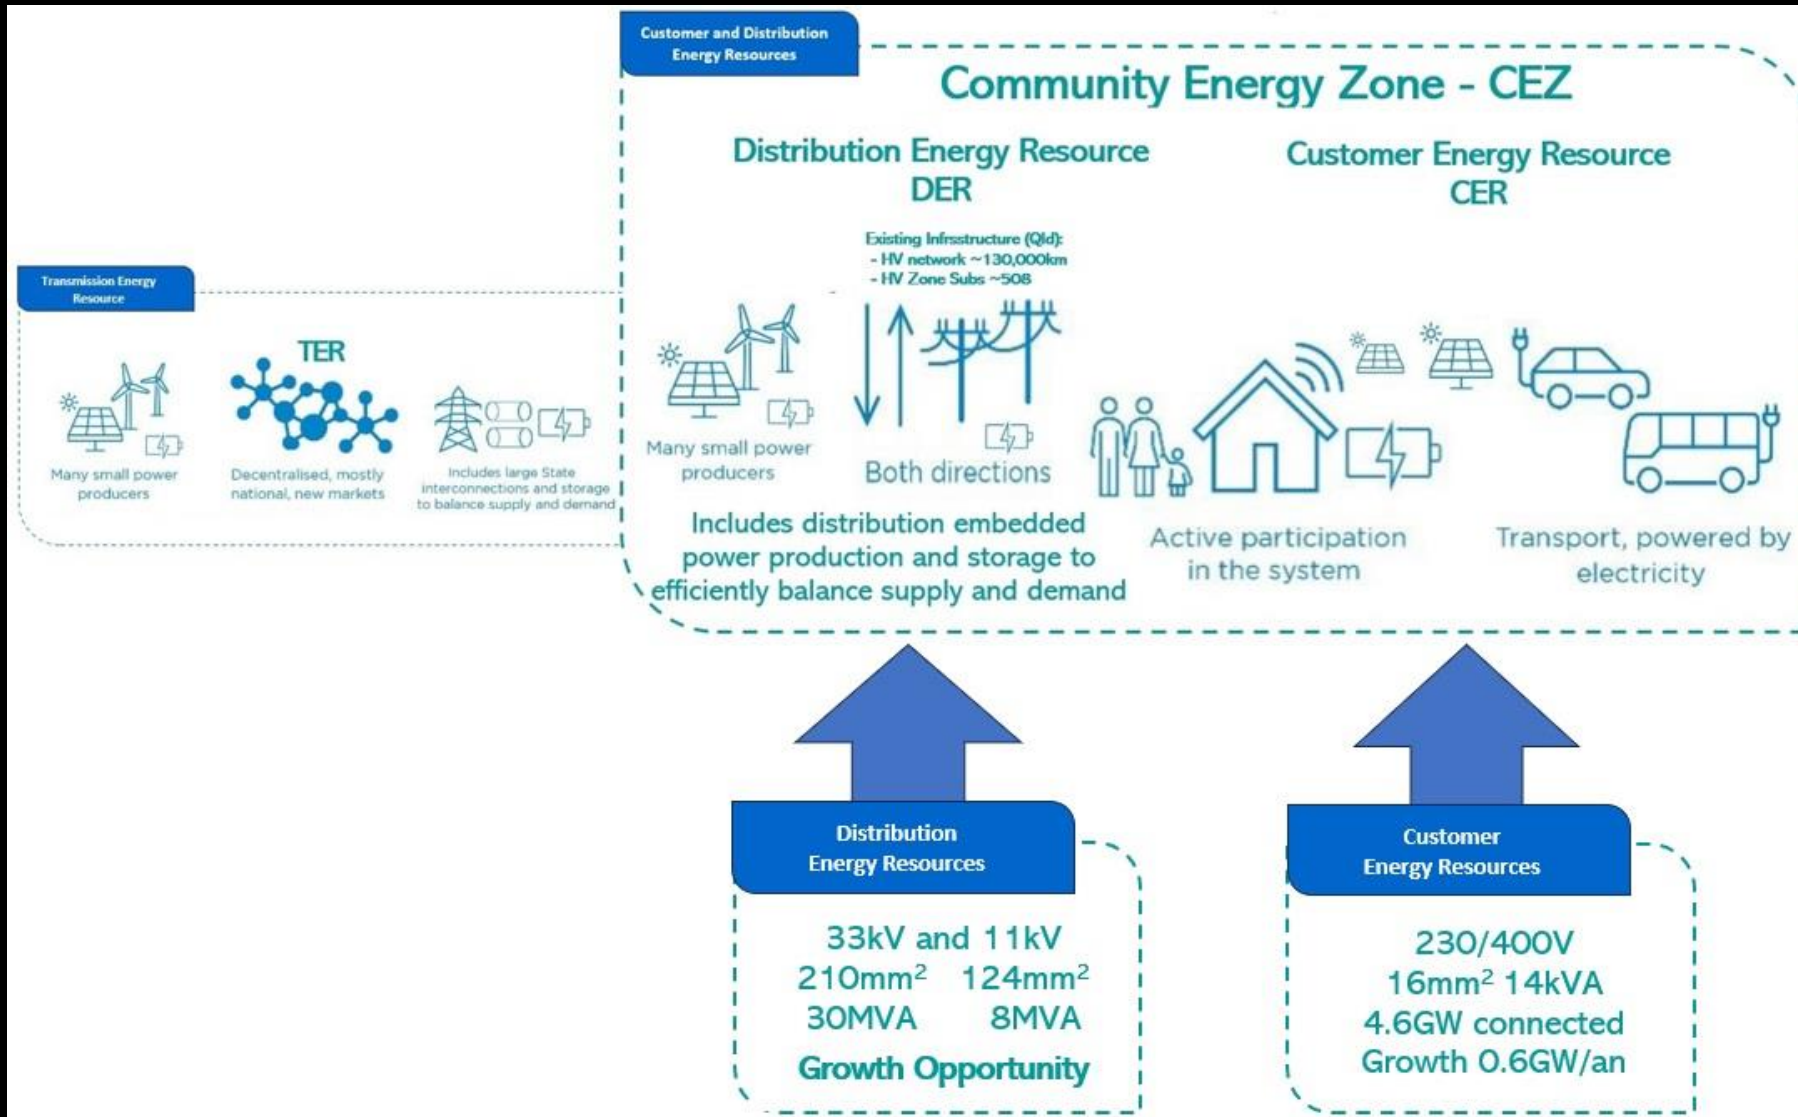 Customer and Distribution
Energy Resources
Community Energy Zone - CEZ
Distribution Energy Resource
DER
Customer Energy Resource
CER
Existing Infrsstructure (Qld):
- HV network ~130,000km
- HV Zone Subs ~508
Transmission Energy
Resource
TER
Many small power
producers
Decentralised, mostly
national, new markets
Includes large State
interconnections and storage
to balance supply and demand
Many small power
producers
Both directions
Includes distribution embedded
power production and storage to
efficiently balance supply and demand
Active participation
in the system
Transport, powered by
electricity
Distribution
Energy Resources
33kV and 11kV
210mm² 124mm²
30MVA 8MVA
Growth Opportunity
Customer
Energy Resources
230/400V
16mm² 14kVA
4.6GW connected
Growth 0.6GW/an